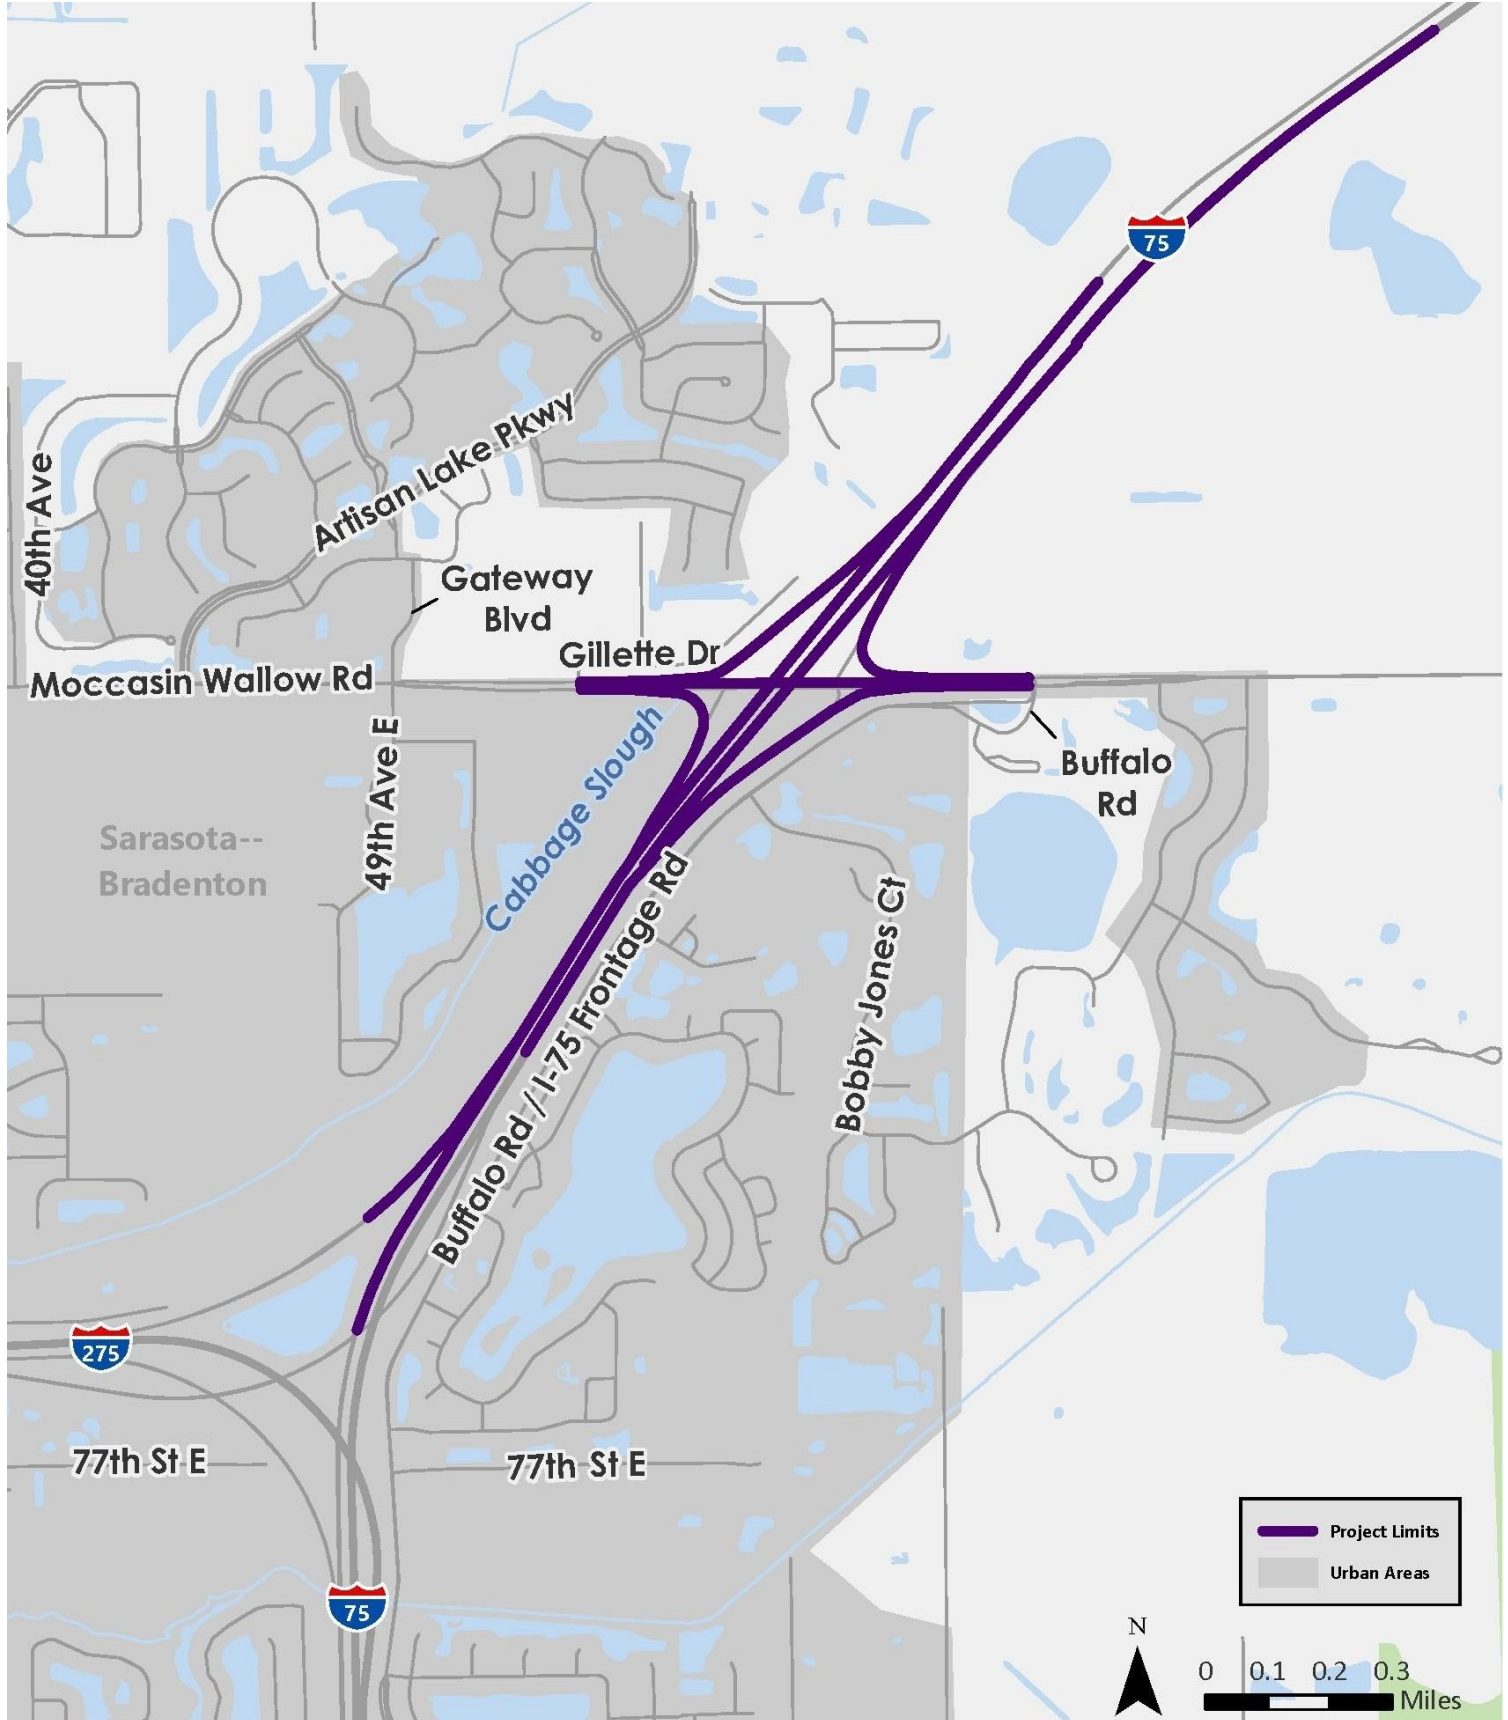 75
Artisan Lake Pkwy
40th Ave
Gateway
Blvd
Gillette Dr
Moccasin Wallow Rd
49th Ave E
Cabbage Slough
Buffalo
Rd
Sarasota--
Bradenton
Buffalo Rd / I-75 Frontage Rd
Bobby Jones Ct
275
77th St E
77th St E
75
Project Limits
Urban Areas
N
0 0.1 0.2 0.3
Miles